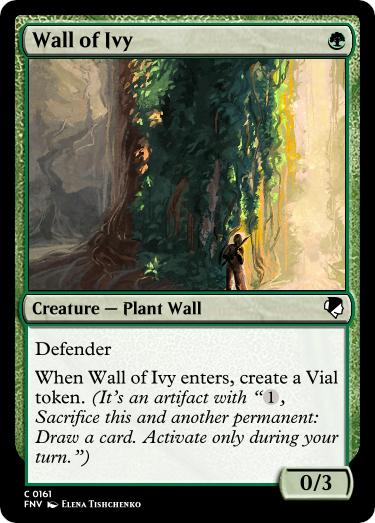 Wall of Ivy
Creature — Plant Wall
Defender
When Wall of Ivy enters, create a Vial
token. (It's an artifact with “1,
Sacrifice this and another permanent:
Draw a card. Activate only during your
turn.”)
0/3
C 0161
FNV Elena Tishchenko